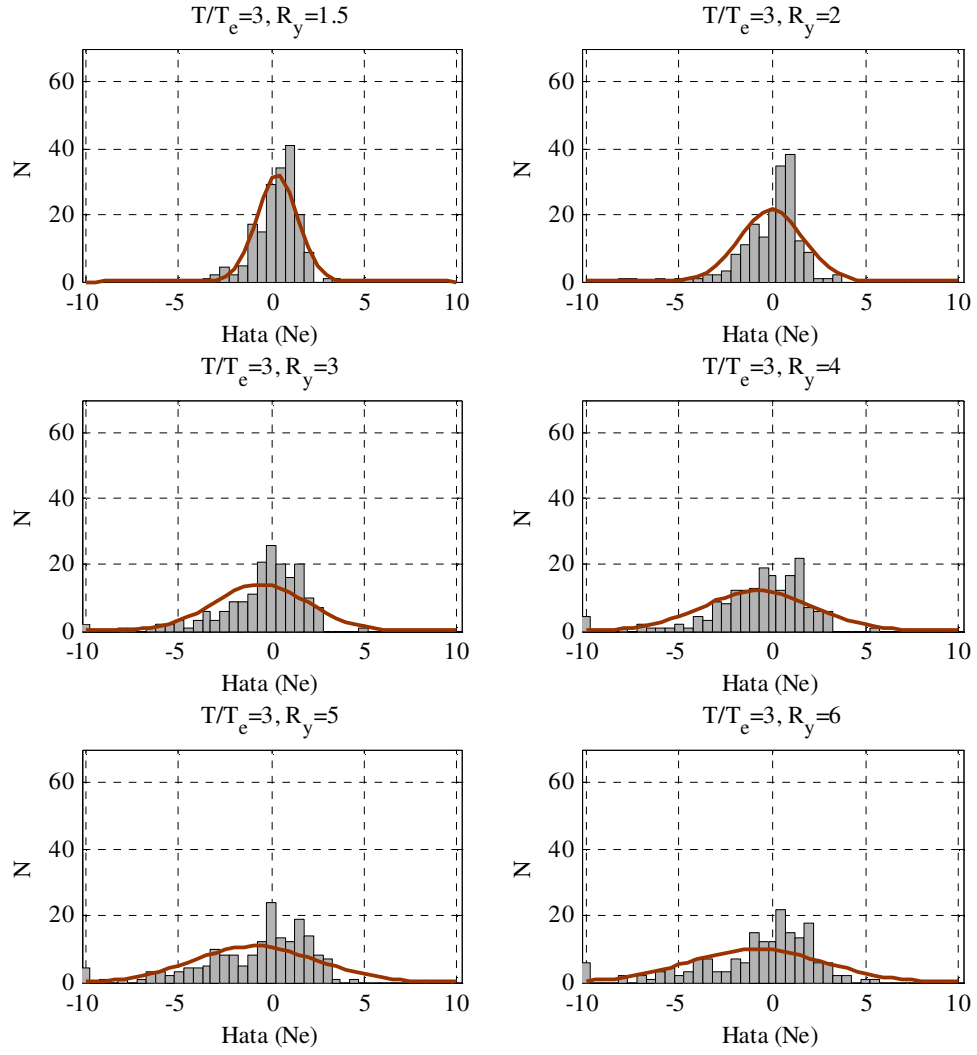 T/Te=3, Ry=1.5
60
40
20
0
N
-10 -5 0 5 10
Hata (Ne)
T/Te=3, Ry=2
60
40
20
0
N
-10 -5 0 5 10
Hata (Ne)
T/Te=3, Ry=3
60
40
20
0
N
-10 -5 0 5 10
Hata (Ne)
T/Te=3, Ry=4
60
40
20
0
N
-10 -5 0 5 10
Hata (Ne)
T/Te=3, Ry=5
60
40
20
0
N
-10 -5 0 5 10
Hata (Ne)
T/Te=3, Ry=6
60
40
20
0
N
-10 -5 0 5 10
Hata (Ne)